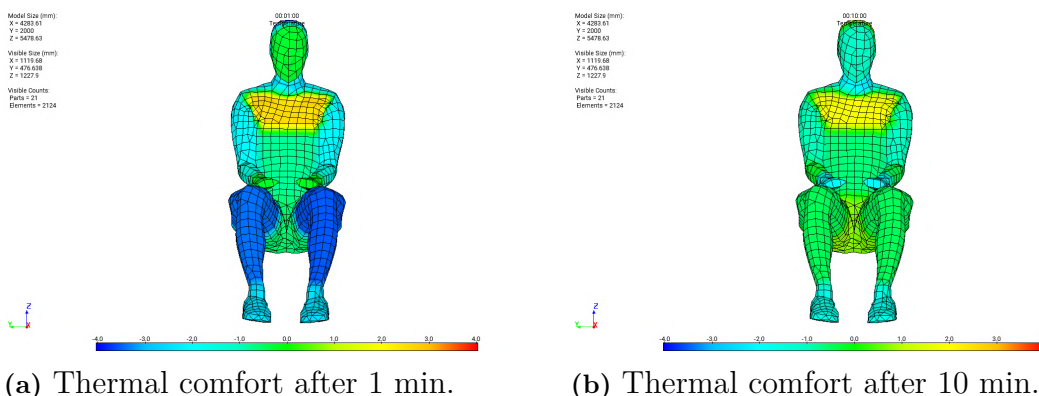 Model Size (mm):
X = 4283.61
Y = 2000
Z = 5478.63
Visible Size (mm):
X = 1119.68
Y = 476.638
Z = 1227.9
Visible Counts:
Parts = 21
Elements = 2124
00:01:00
Temperature
Z
Y
X
-4.0 -3.0 -2.0 -1.0 0.0 1.0 2.0 3.0 4.0
(a) Thermal comfort after 1 min.
Model Size (mm):
X = 4283.61
Y = 2000
Z = 5478.63
Visible Size (mm):
X = 1119.68
Y = 476.638
Z = 1227.9
Visible Counts:
Parts = 21
Elements = 2124
00:10:00
Temperature
Z
Y
X
-4.0 -3.0 -2.0 -1.0 0.0 1.0 2.0 3.0
(b) Thermal comfort after 10 min.